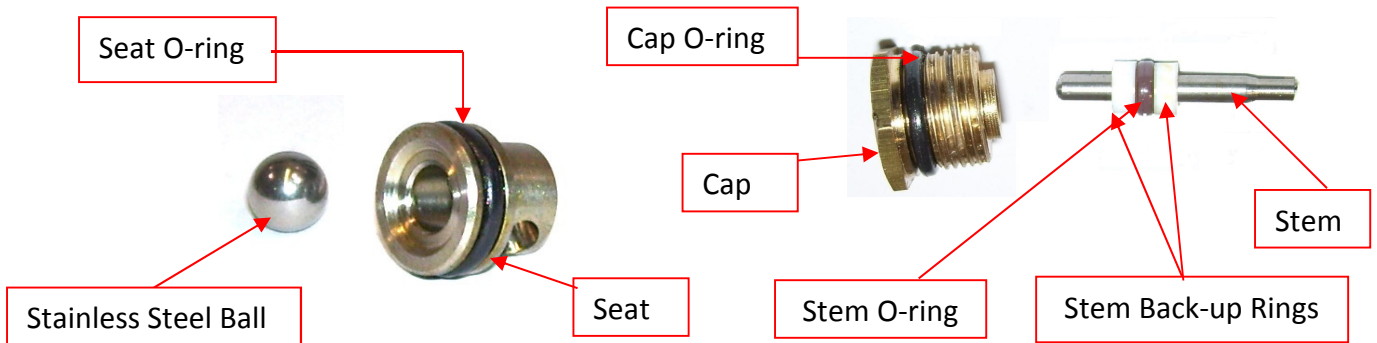 Seat O-ring
Cap O-ring
Cap
Stem
Stainless Steel Ball
Seat
Stem O-ring
Stem Back-up Rings